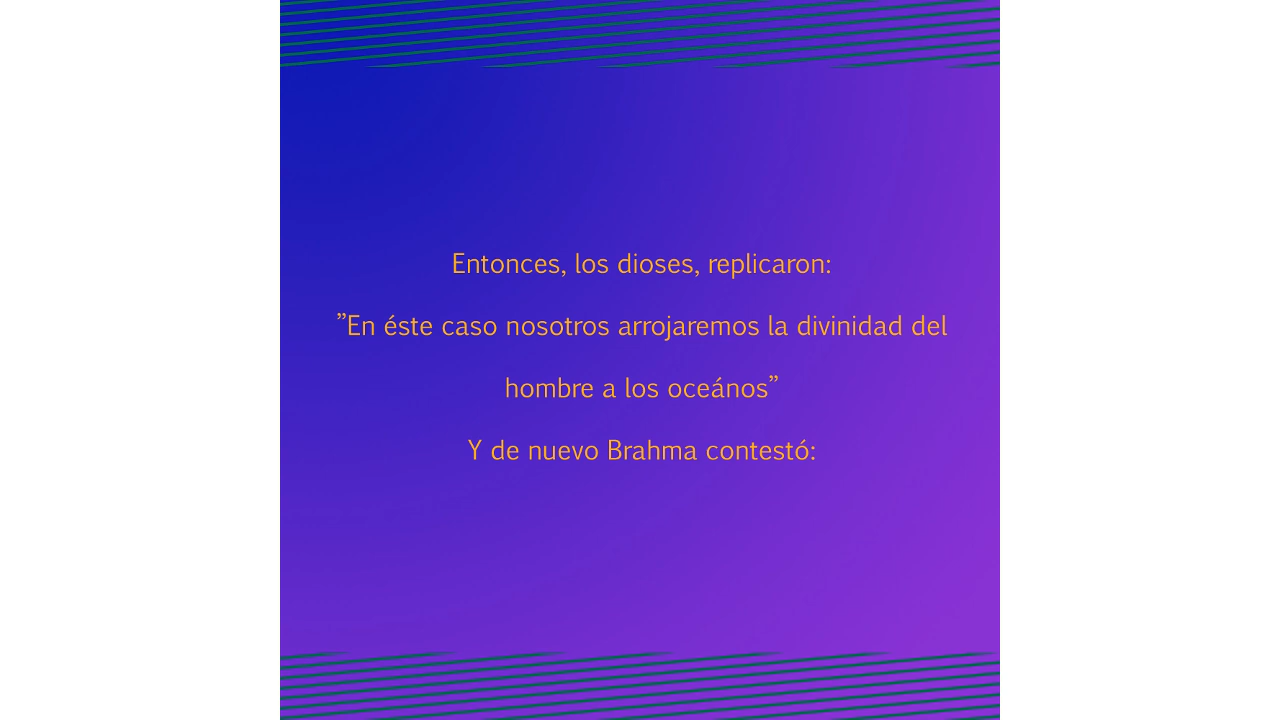 Entonces, los dioses, replicaron:
”En éste caso nosotros arrojaremos la divinidad del
hombre a los oceános”
Y de nuevo Brahma contestó: